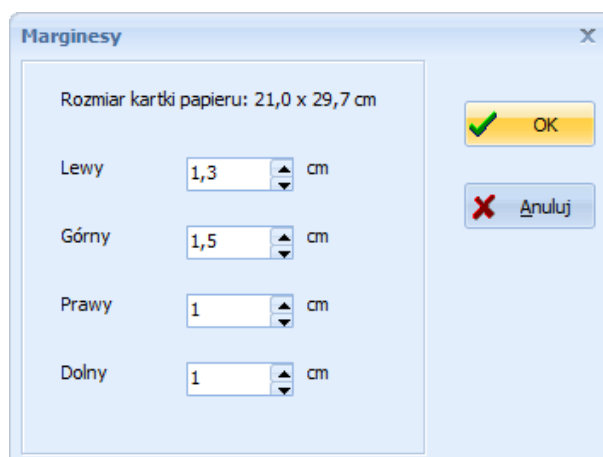 Marginesy
Rozmiar kartki papieru: 21,0 x 29,7 cm
OK
Lewy 1,3 cm
Anuluj
Górny 1,5 cm
Prawy 1 cm
Dolny 1 cm